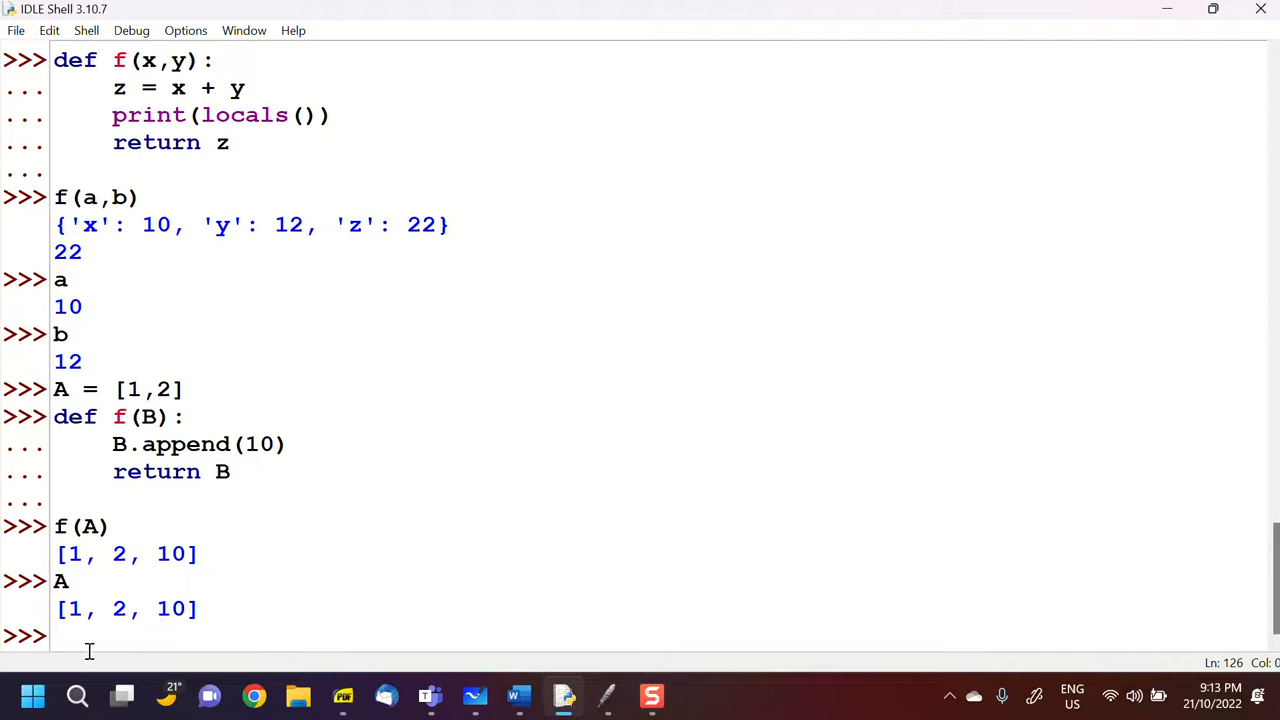 IDLE Shell 3.10.7
File Edit Shell Debug Options Window Help
>>> def f(x,y):
...     z = x + y
...     print(locals())
...     return z
...
>>> f(a,b)
{'x': 10, 'y': 12, 'z': 22}
22
>>> a
10
>>> b
12
>>> A = [1,2]
>>> def f(B):
...     B.append(10)
...     return B
...
>>> f(A)
[1, 2, 10]
>>> A
[1, 2, 10]
>>>
Ln: 126 Col: 0
21°
PDF
W
S
ENG
US
9:13 PM
21/10/2022